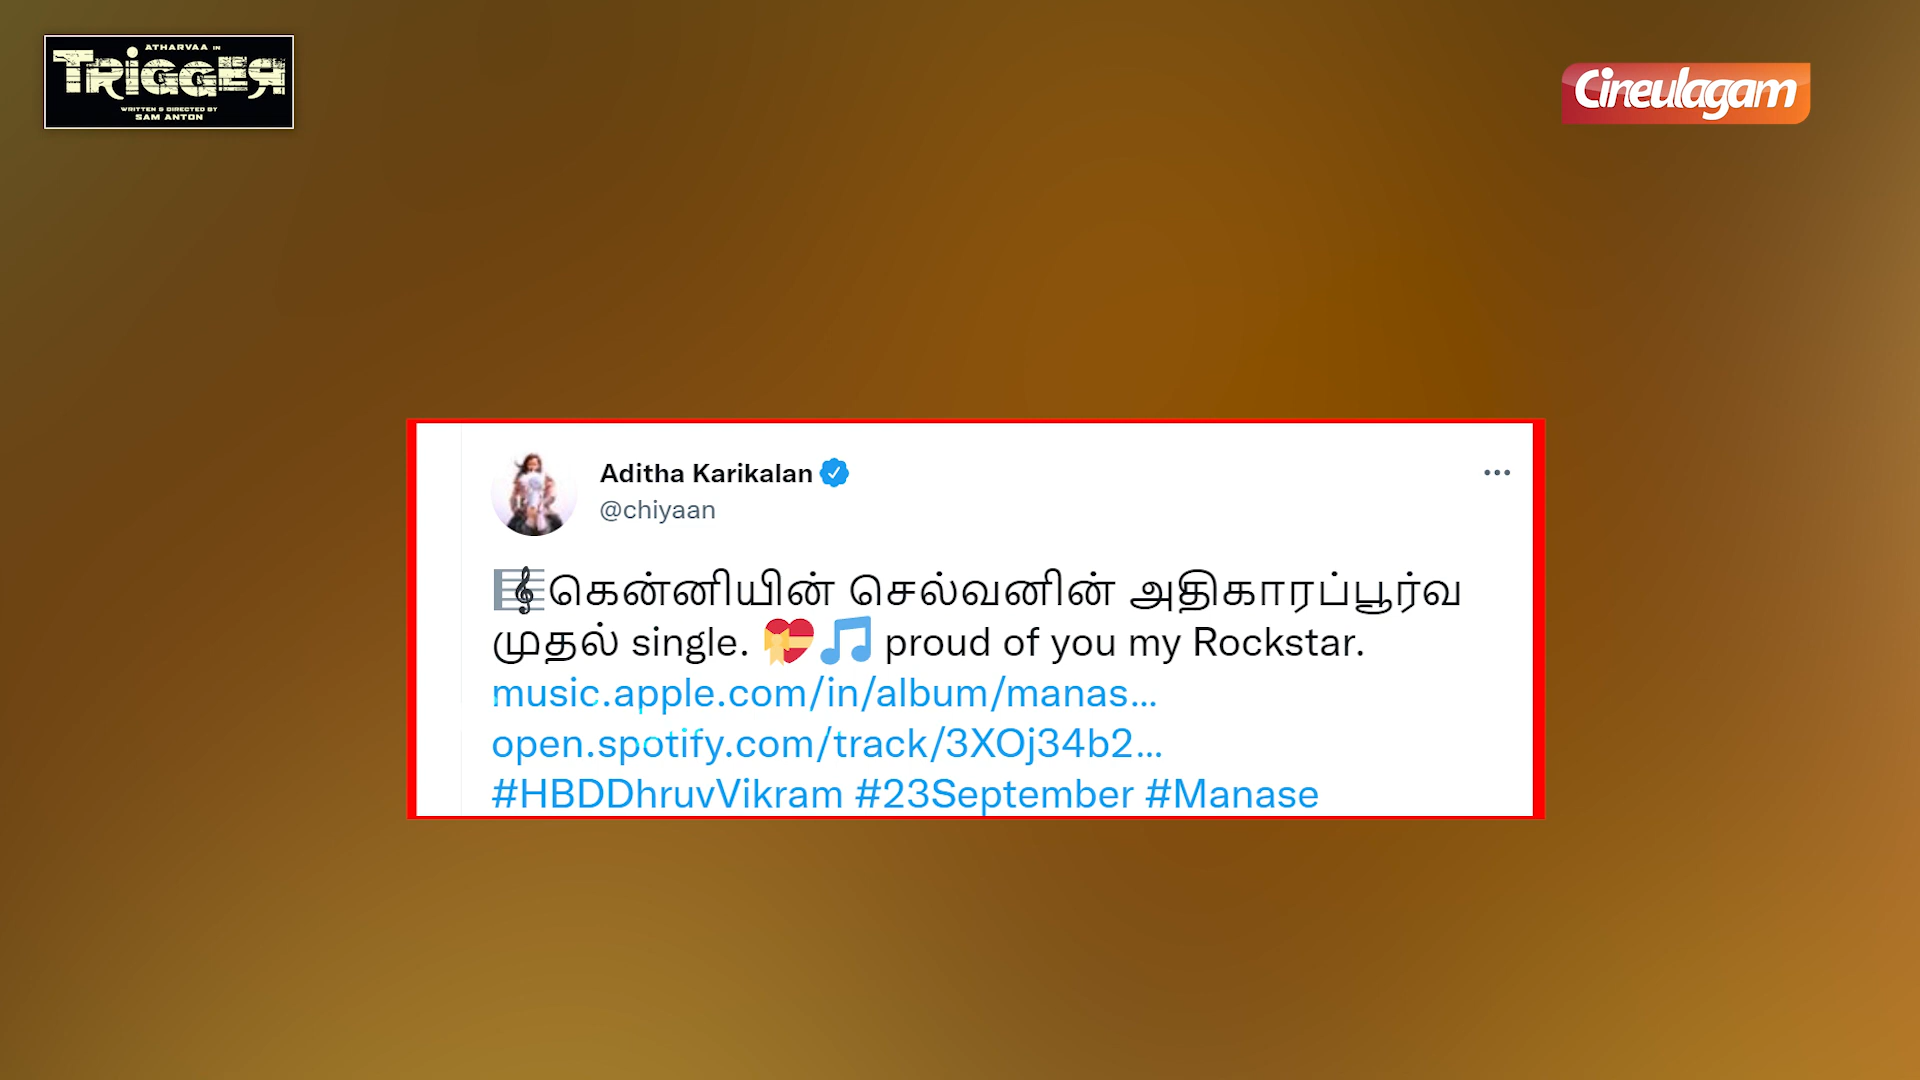 ATHARVAA IN
TRIGGER
WRITTEN & DIRECTED BY
SAM ANTON
Cineulagam
Aditha Karikalan
@chiyaan
🎼கென்னியின் செல்வனின் அதிகாரப்பூர்வ
முதல் single. 💝🎵 proud of you my Rockstar.
music.apple.com/in/album/manas…
open.spotify.com/track/3XOj34b2…
#HBDDhruvVikram #23September #Manase